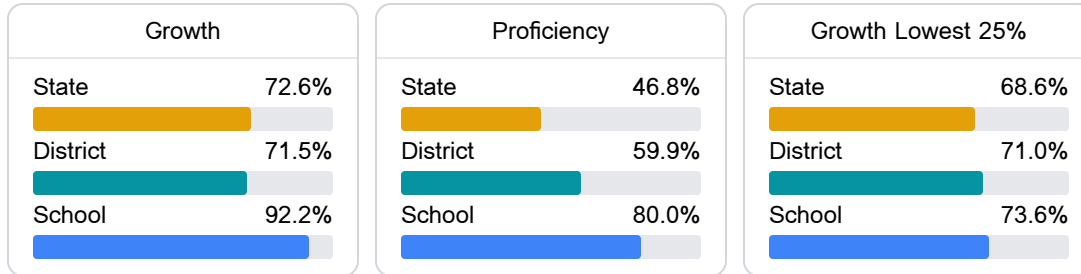 Growth
State 72.6%
District 71.5%
School 92.2%
Proficiency
State 46.8%
District 59.9%
School 80.0%
Growth Lowest 25%
State 68.6%
District 71.0%
School 73.6%